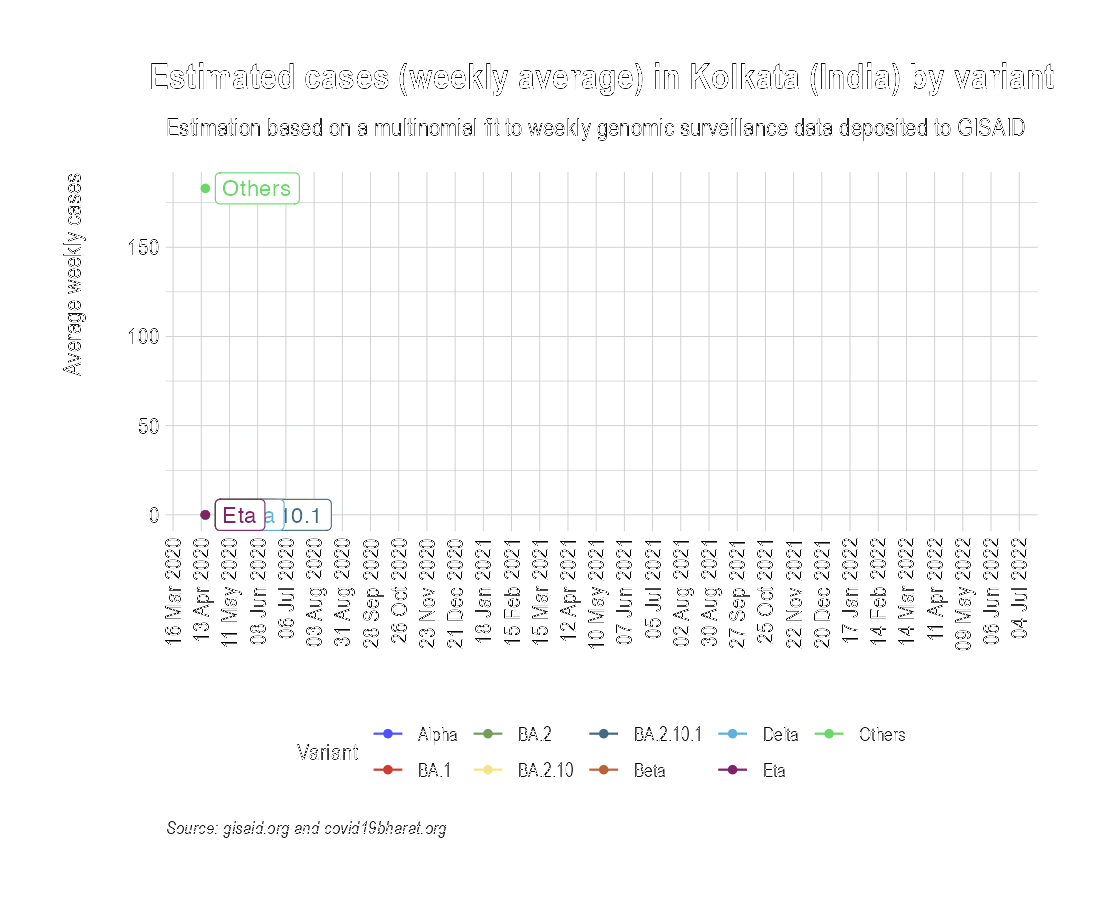 Estimated cases (weekly average) in Kolkata (India) by variant
Estimation based on a multinomial fit to weekly genomic surveillance data deposited to GISAID
Average weekly cases
150
100
50
0
Others
Eta
a
10.1
16 Mar 2020
13 Apr 2020
11 May 2020
08 Jun 2020
06 Jul 2020
03 Aug 2020
31 Aug 2020
28 Sep 2020
26 Oct 2020
23 Nov 2020
21 Dec 2020
18 Jan 2021
15 Feb 2021
15 Mar 2021
12 Apr 2021
10 May 2021
07 Jun 2021
05 Jul 2021
02 Aug 2021
30 Aug 2021
27 Sep 2021
25 Oct 2021
22 Nov 2021
20 Dec 2021
17 Jan 2022
14 Feb 2022
14 Mar 2022
11 Apr 2022
09 May 2022
06 Jun 2022
04 Jul 2022
Variant
Alpha BA.2 BA.2.10.1 Delta Others
BA.1 BA.2.10 Beta Eta
Source: gisaid.org and covid19bharat.org